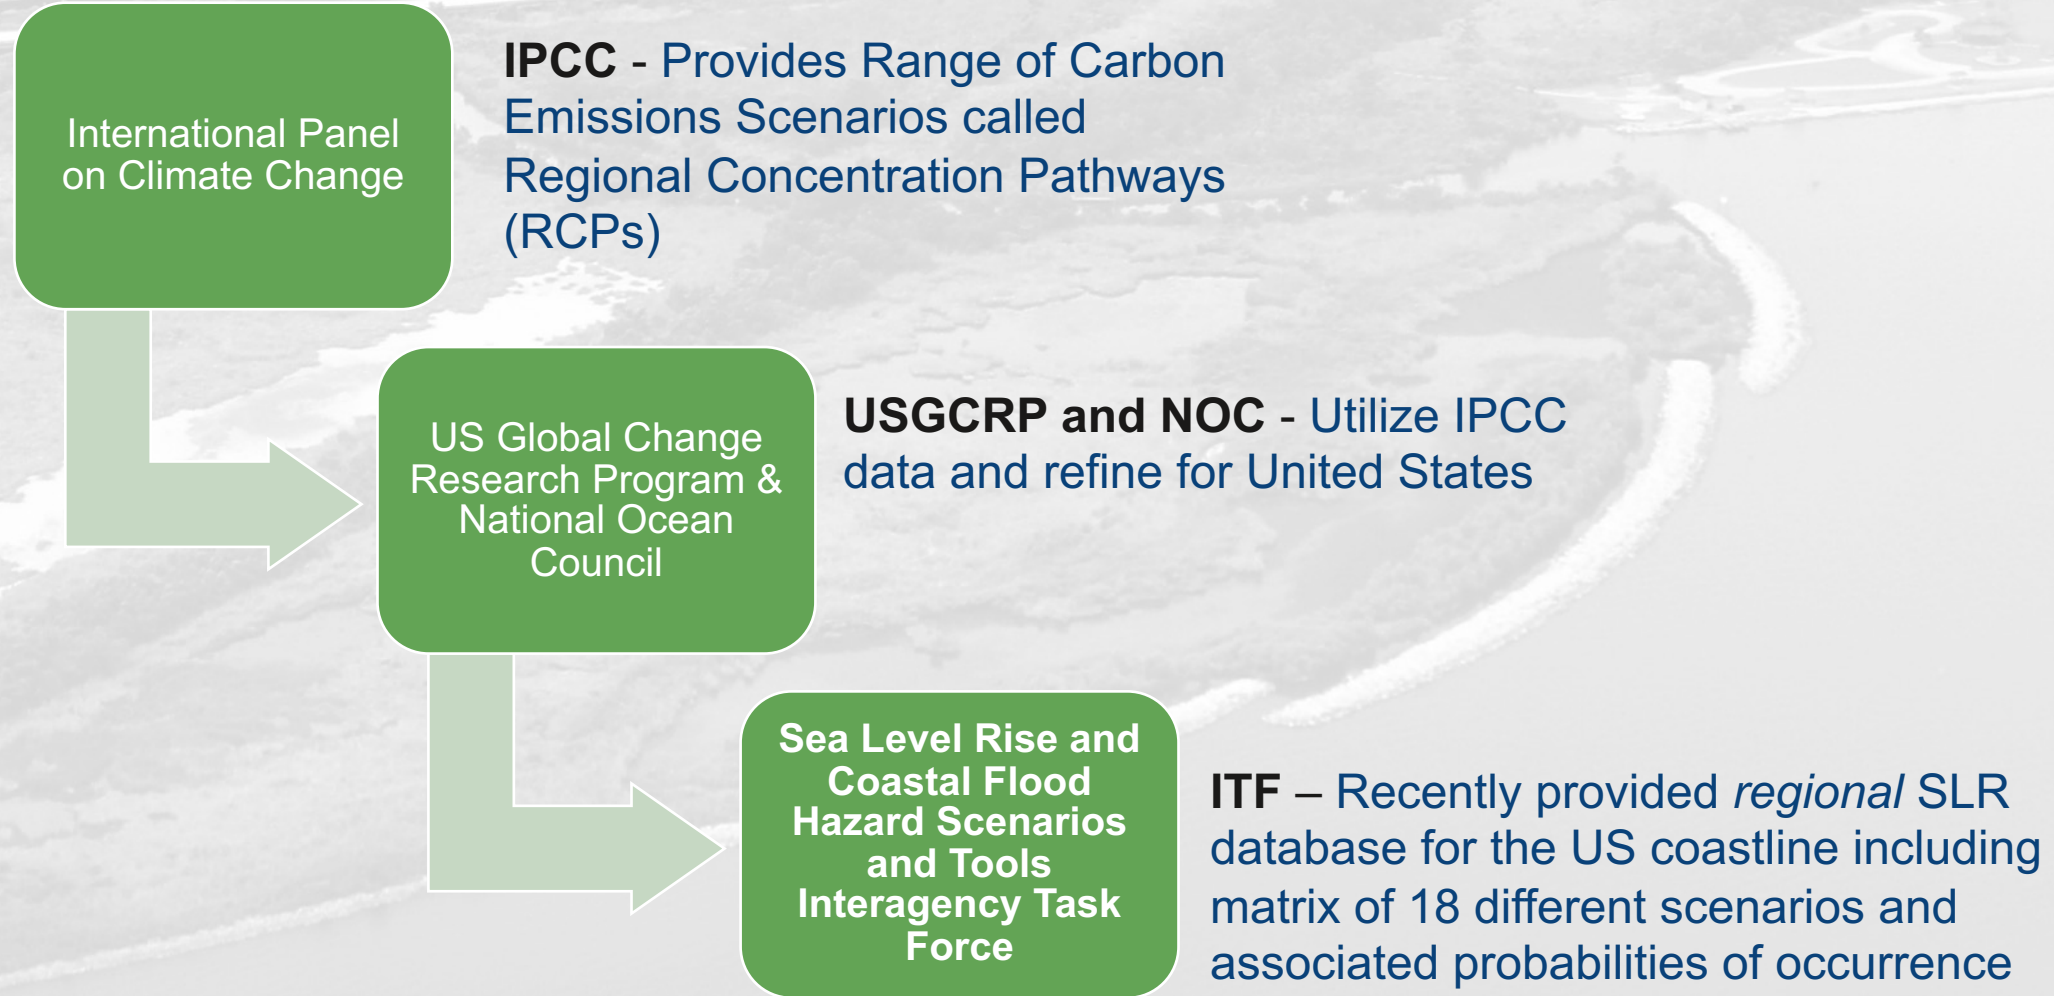 International Panel
on Climate Change
IPCC - Provides Range of Carbon
Emissions Scenarios called
Regional Concentration Pathways
(RCPs)
US Global Change
Research Program &
National Ocean
Council
USGCRP and NOC - Utilize IPCC
data and refine for United States
Sea Level Rise and
Coastal Flood
Hazard Scenarios
and Tools
Interagency Task
Force
ITF – Recently provided regional SLR
database for the US coastline including
matrix of 18 different scenarios and
associated probabilities of occurrence